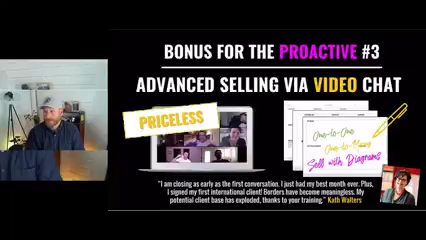 BONUS FOR THE PROACTIVE #3
ADVANCED SELLING VIA VIDEO CHAT
PRICELESS
One-to-One
One-to-Many
Sell with Diagrams
"I am closing as early as the first conversation. I just had my best month ever. Plus,
I signed my first international client! Borders have become meaningless. My
potential client base has exploded, thanks to your training." Kath Walters